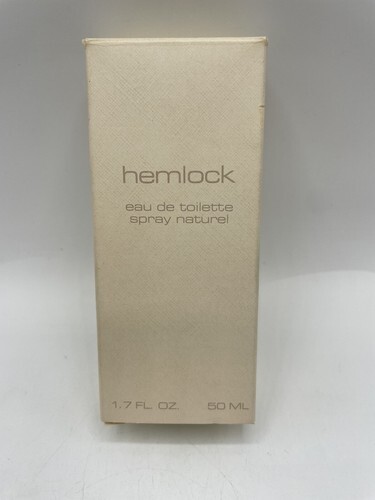 hemlock
eau de toilette
spray naturel
1.7 FL. OZ. 50 ML